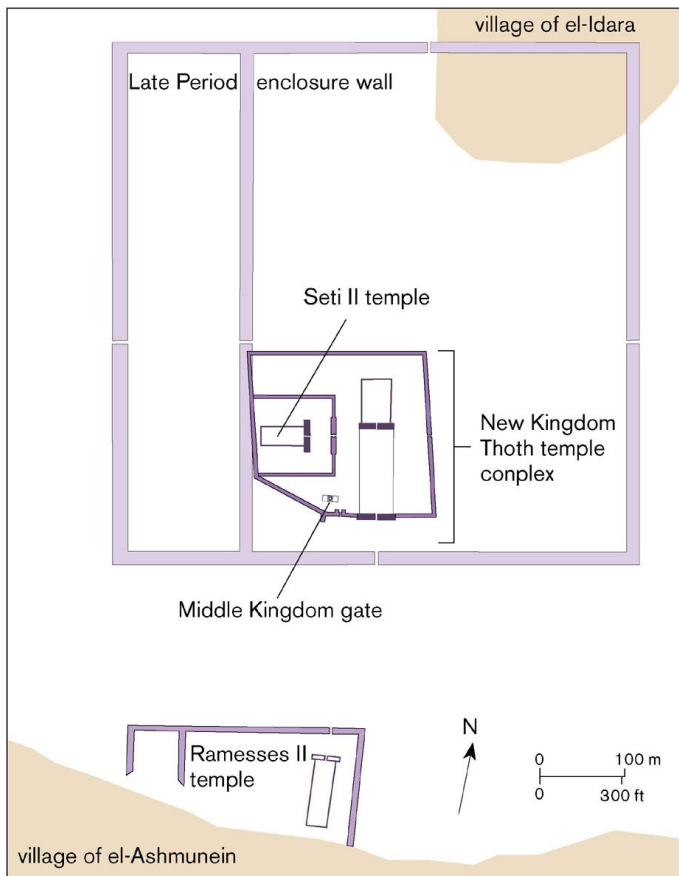 village of el-Idara
Late Period enclosure wall
Seti II temple
New Kingdom
Thoth temple
conplex
Middle Kingdom gate
N
Ramesses II
temple
0 100 m
0 300 ft
village of el-Ashmunein